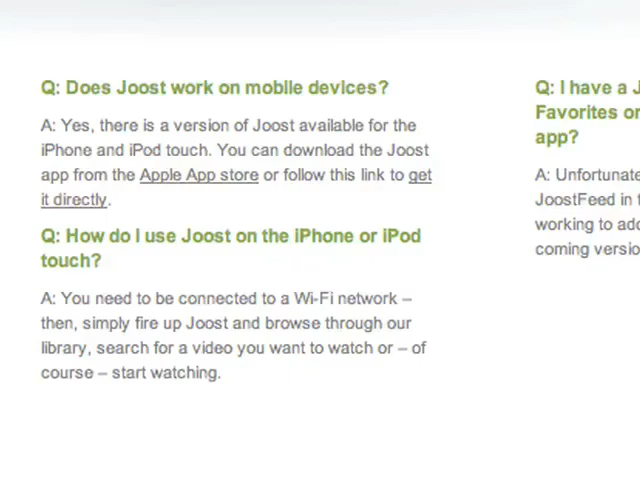 Q: Does Joost work on mobile devices?
A: Yes, there is a version of Joost available for the
iPhone and iPod touch. You can download the Joost
app from the Apple App store or follow this link to get
it directly.
Q: How do I use Joost on the iPhone or iPod
touch?
A: You need to be connected to a Wi-Fi network –
then, simply fire up Joost and browse through our
library, search for a video you want to watch or – of
course – start watching.
Q: I have a J
Favorites or
app?
A: Unfortunate
JoostFeed in
working to add
coming versio